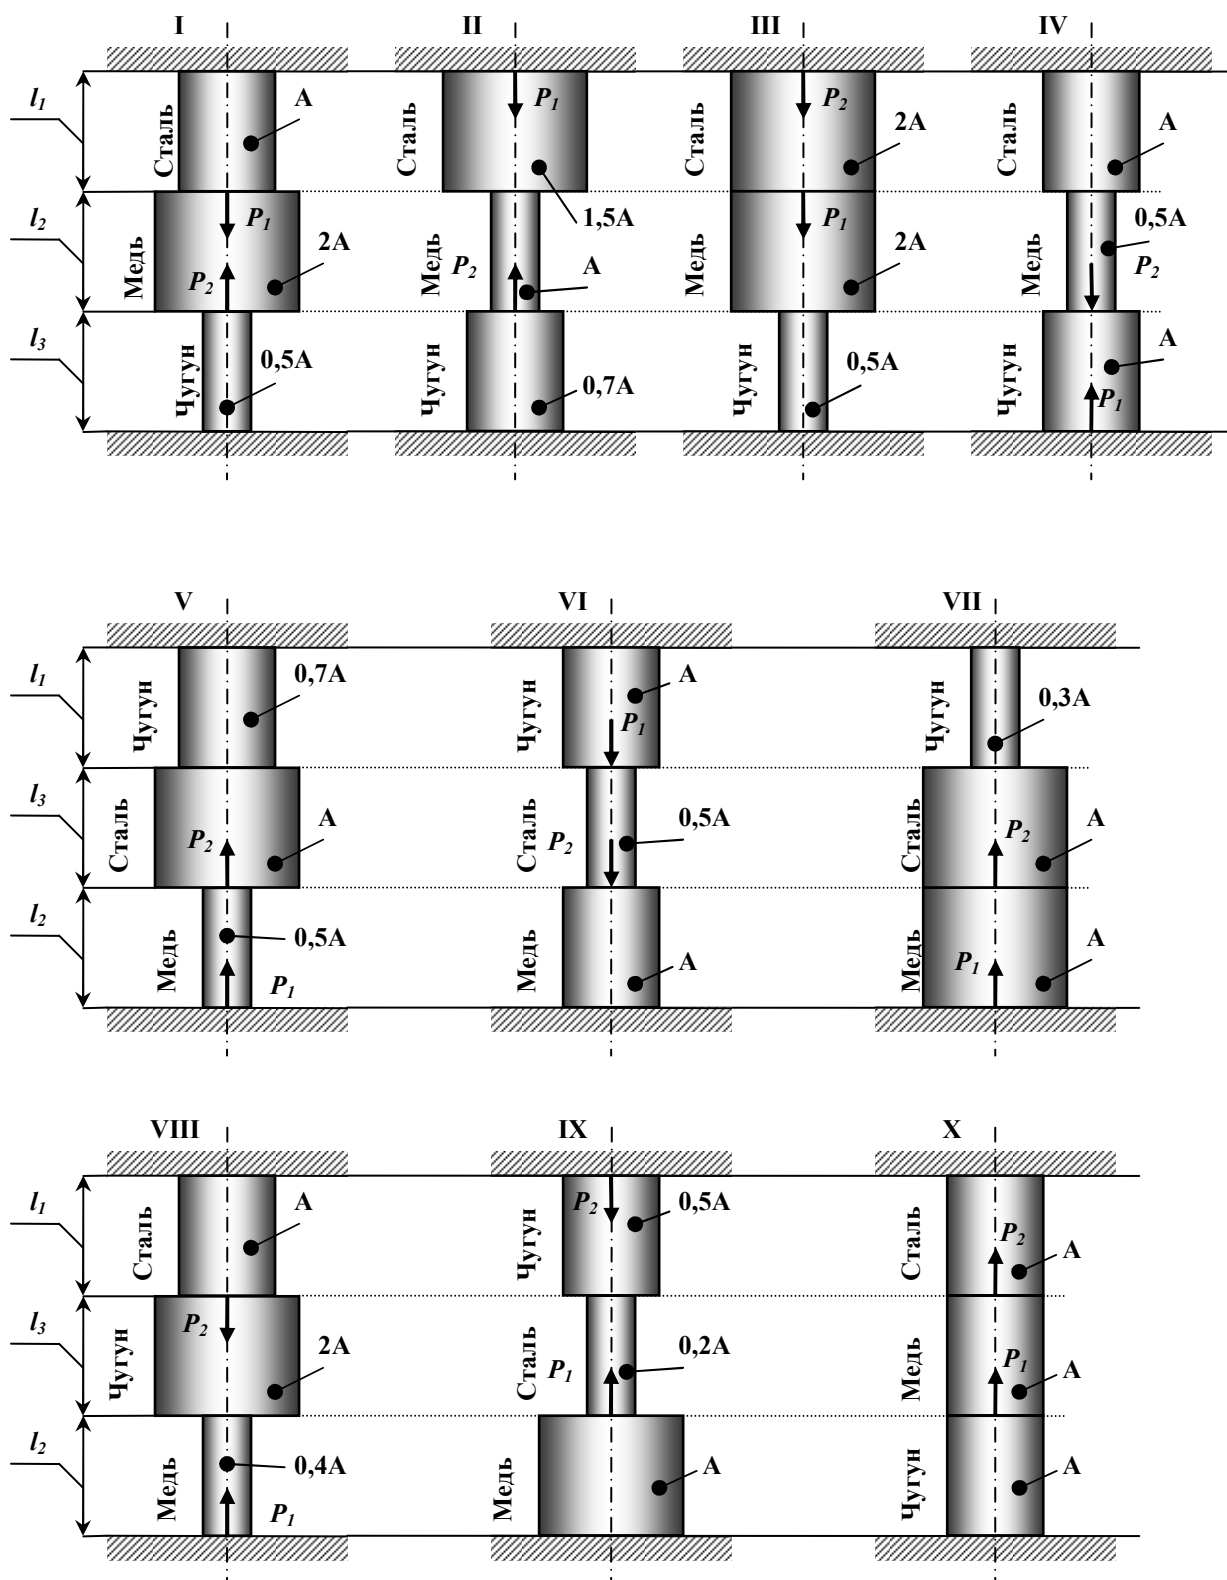 I II III IV
l1 Сталь A Сталь P1 1,5A Сталь P2 2A Сталь A
l2 Медь P1 P2 2A Медь P2 A Медь P1 2A 0,5A P2
l3 Чугун 0,5A Чугун 0,7A Чугун 0,5A Чугун A P1
V VI VII
l1 Чугун 0,7A Чугун P1 A Чугун 0,3A
l3 Сталь P2 A Сталь P2 0,5A Сталь P2 A
l2 Медь 0,5A P1 Медь A Медь P1 A
VIII IX X
l1 Сталь A Чугун P2 0,5A Сталь P2 A
l3 Чугун P2 2A Сталь P1 0,2A Медь P1 A
l2 Медь 0,4A P1 Медь A Чугун A